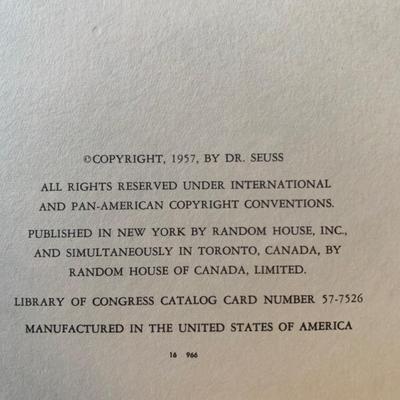 ©COPYRIGHT, 1957, BY DR. SEUSS
ALL RIGHTS RESERVED UNDER INTERNATIONAL
AND PAN-AMERICAN COPYRIGHT CONVENTIONS.
PUBLISHED IN NEW YORK BY RANDOM HOUSE, INC.,
AND SIMULTANEOUSLY IN TORONTO, CANADA, BY
RANDOM HOUSE OF CANADA, LIMITED.
LIBRARY OF CONGRESS CATALOG CARD NUMBER 57-7526
MANUFACTURED IN THE UNITED STATES OF AMERICA
16 966